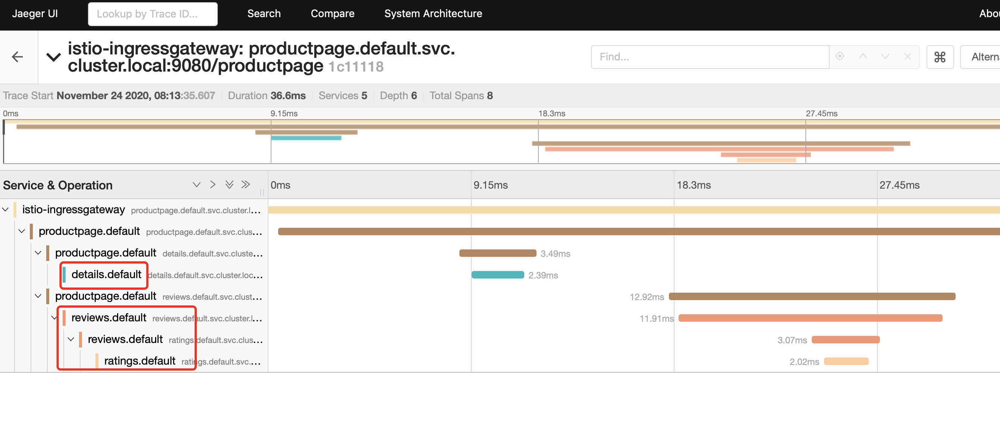 Jaeger UI Lookup by Trace ID... Search Compare System Architecture Abou
istio-ingressgateway: productpage.default.svc.
cluster.local:9080/productpage 1c11118
Find... ⌘ Altern
Trace Start November 24 2020, 08:13:35.607 Duration 36.6ms Services 5 Depth 6 Total Spans 8
0ms 9.15ms 18.3ms 27.45ms
Service & Operation 0ms 9.15ms 18.3ms 27.45ms
istio-ingressgateway productpage.default.svc.cluster.l...
productpage.default productpage.default.svc.clus...
productpage.default details.default.svc.cluste... 3.49ms
details.default details.default.svc.cluster.loc... 2.39ms
productpage.default reviews.default.svc.clust... 12.92ms
reviews.default reviews.default.svc.cluster.l... 11.91ms
reviews.default ratings.default.svc.clus... 3.07ms
ratings.default ratings.default.svc.... 2.02ms